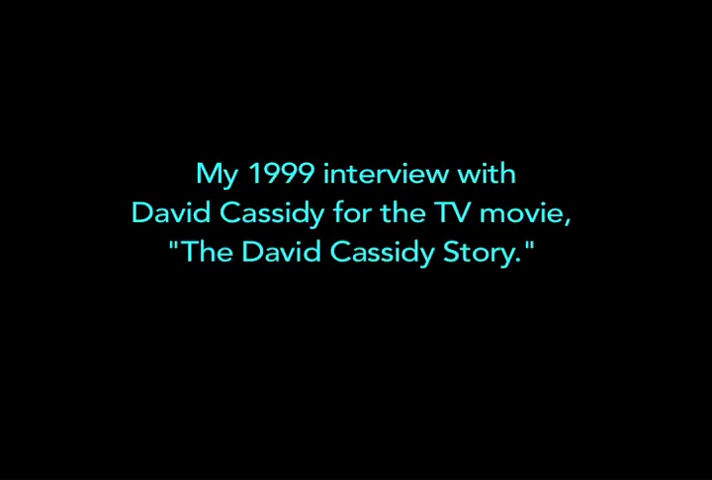 My 1999 interview with
David Cassidy for the TV movie,
"The David Cassidy Story."